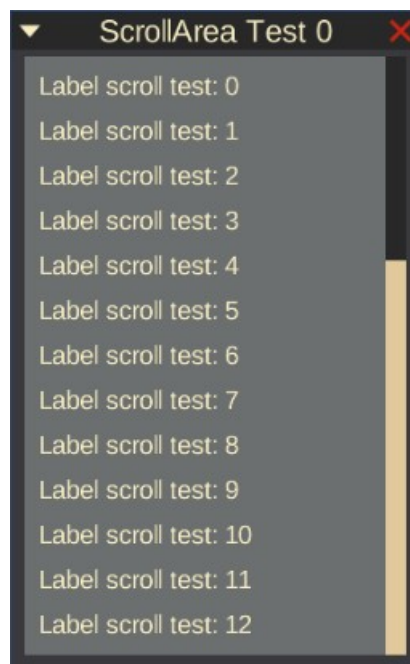 ScrollArea Test 0
Label scroll test: 0
Label scroll test: 1
Label scroll test: 2
Label scroll test: 3
Label scroll test: 4
Label scroll test: 5
Label scroll test: 6
Label scroll test: 7
Label scroll test: 8
Label scroll test: 9
Label scroll test: 10
Label scroll test: 11
Label scroll test: 12